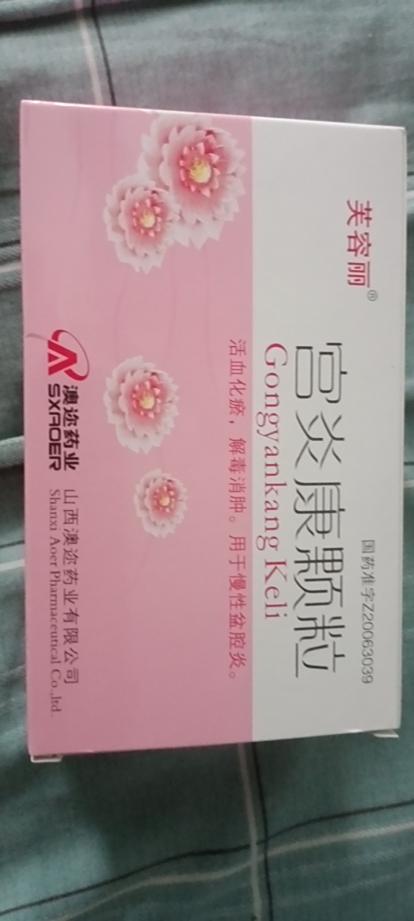 芙容丽®
国药准字Z20063039
宫炎康颗粒
Gongyankang Keli
活血化瘀，解毒消肿。用于慢性盆腔炎。
澳迩药业
SXAOER
山西澳迩药业有限公司
Shanxi Aoer Pharmaceutical Co.,ltd.